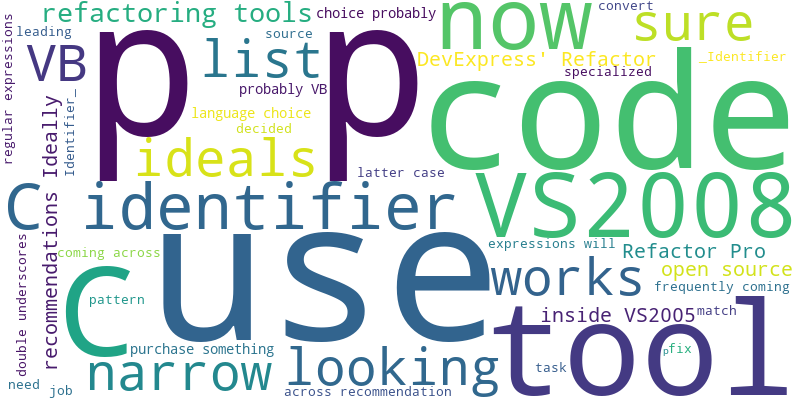 refactoring tools
choice probably
convert
now
sure
regular expressions
leading
VB
list
source
p p
DevExpress' Refactor
_Identifier
specialized
probably VB
code
Identifier_
Ideally
language choice
decided
ideals
latter case
C identifier
VS2008
recommendations
double underscores
coming across
use
expressions will
Refactor Pro
works
open source
frequently coming
C
pattern
inside VS2005
match
tool
purchase something
looking
p
fix
narrow
task
across recommendation
need
job